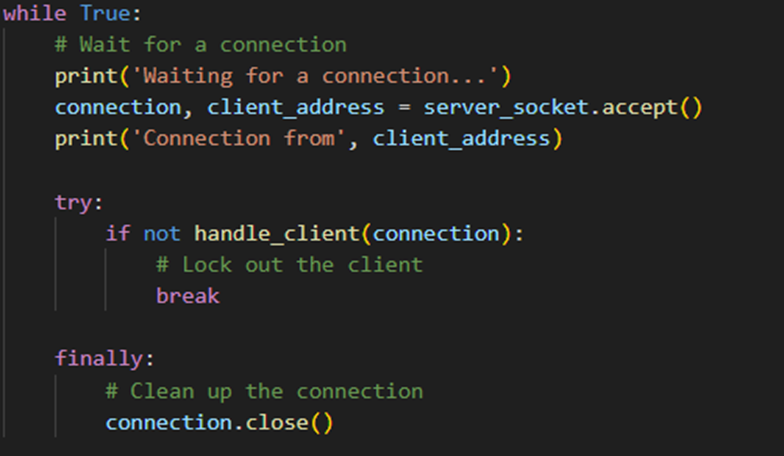 while True:
    # Wait for a connection
    print('Waiting for a connection...')
    connection, client_address = server_socket.accept()
    print('Connection from', client_address)
    try:
        if not handle_client(connection):
            # Lock out the client
            break
    finally:
        # Clean up the connection
        connection.close()